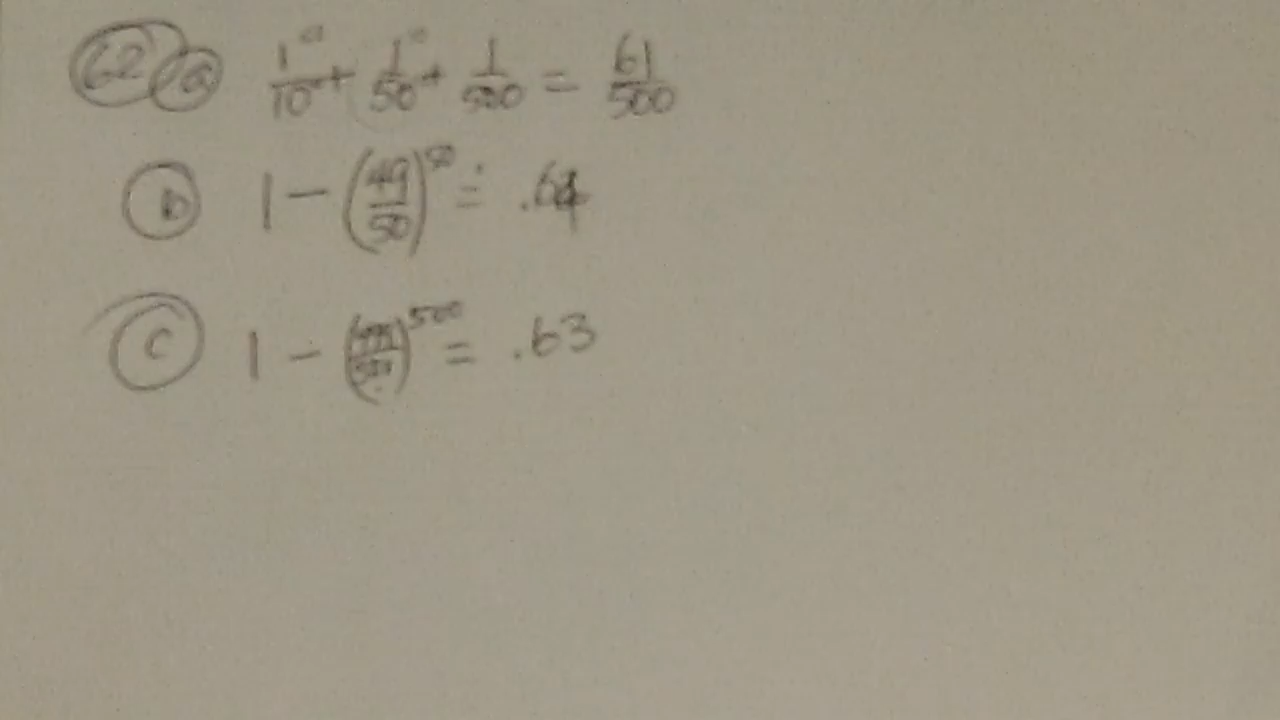 62 a 1/10 + 1/50 + 1/500 = 61/500
b 1 - (49/50)^50 = .64
c 1 - (499/500)^500 = .63